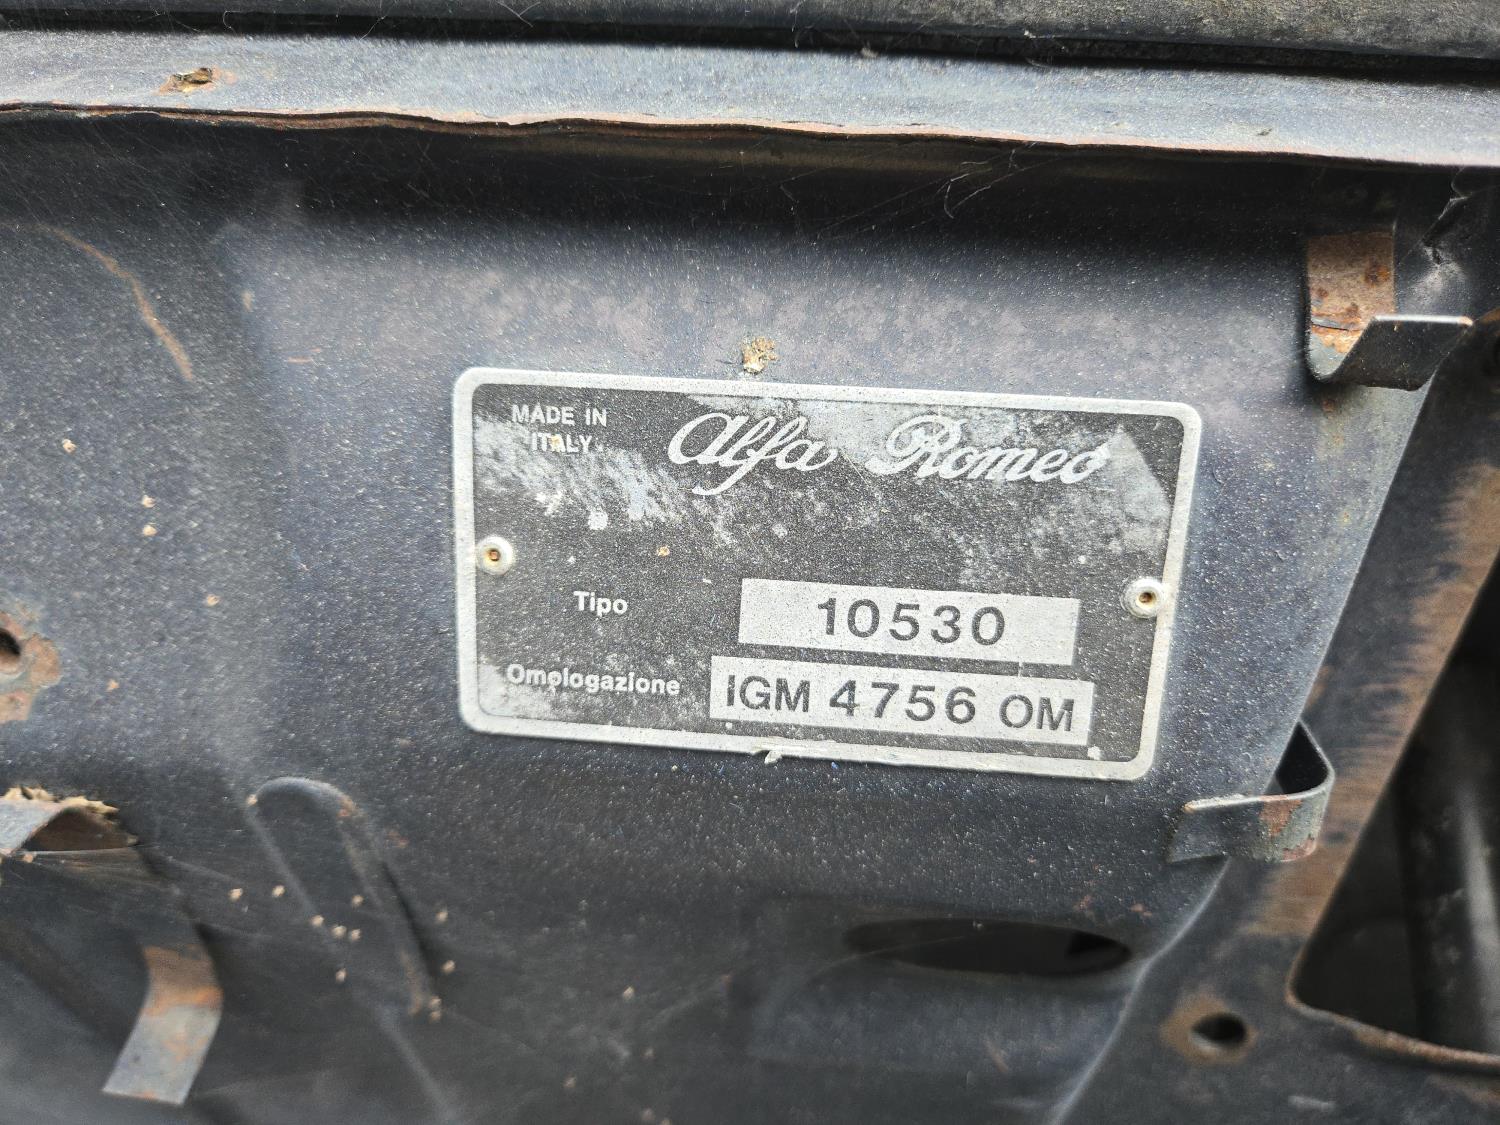 MADE IN
ITALY
Alfa Romeo
Tipo 10530
Omologazione IGM 4756 OM